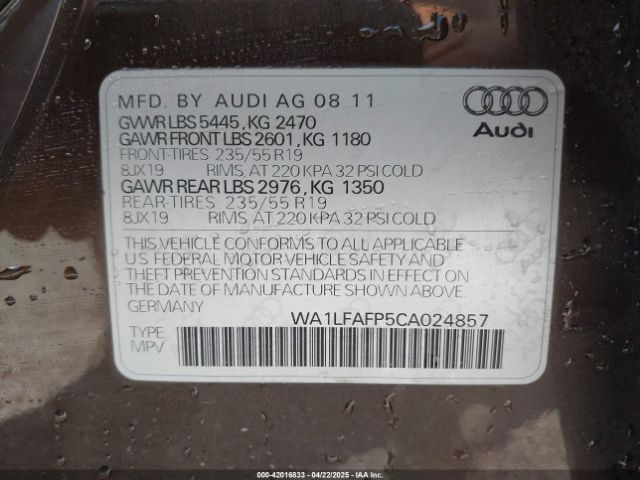 MFD. BY AUDI AG 08 11
GWWR LBS 5445, KG 2470
GAWR FRONT LBS 2601, KG 1180
FRONT-TIRES 235/55 R19
8JX19 RIMS, AT 220 KPA 32 PSI COLD
GAWR REAR LBS 2976, KG 1350
REAR-TIRES 235/55 R19
8JX19 RIMS, AT 220 KPA 32 PSI COLD
Audi
THIS VEHICLE CONFORMS TO ALL APPLICABLE
U.S FEDERAL MOTOR VEHICLE SAFETY AND
THEFT PREVENTION STANDARDS IN EFFECT ON
THE DATE OF MANUFACTURE SHOWN ABOVE.
GERMANY
WA1LFAFP5CA024857
TYPE
MPV
000-42016833 - 04/22/2025 - COPYRIGHT IAA, LLC.